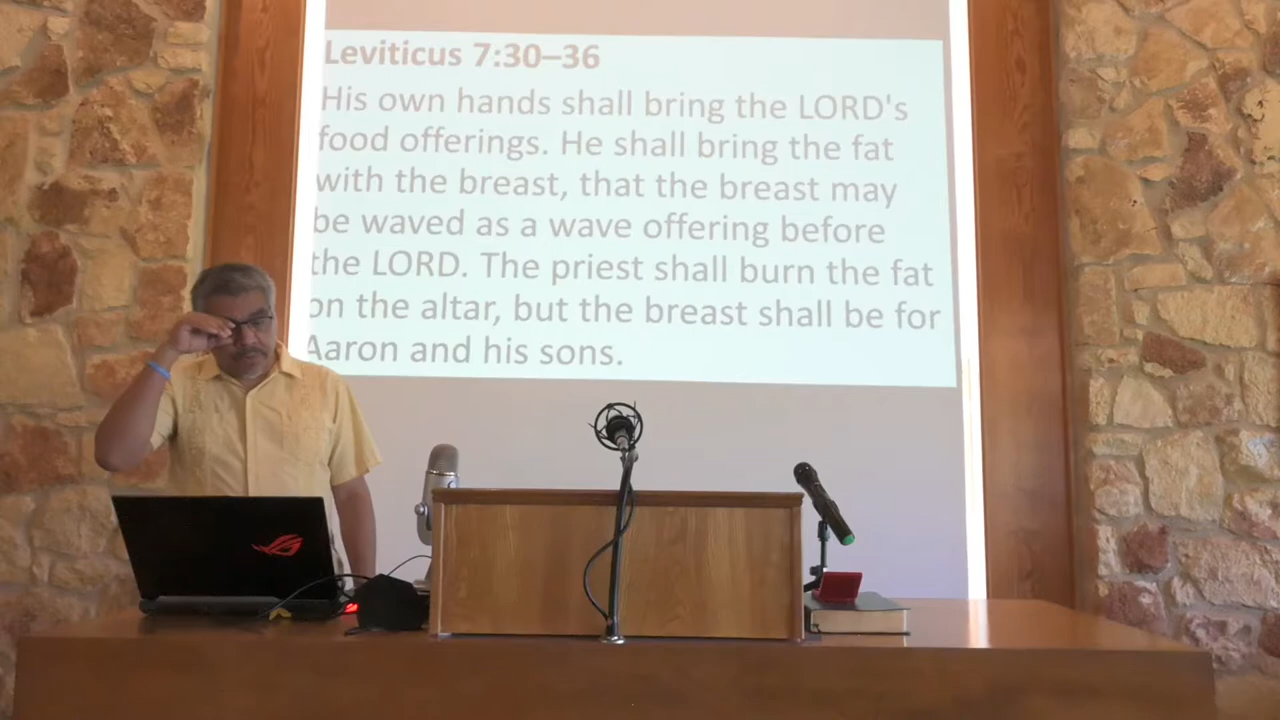 Leviticus 7:30–36
His own hands shall bring the LORD's
food offerings. He shall bring the fat
with the breast, that the breast may
be waved as a wave offering before
the LORD. The priest shall burn the fat
on the altar, but the breast shall be for
Aaron and his sons.